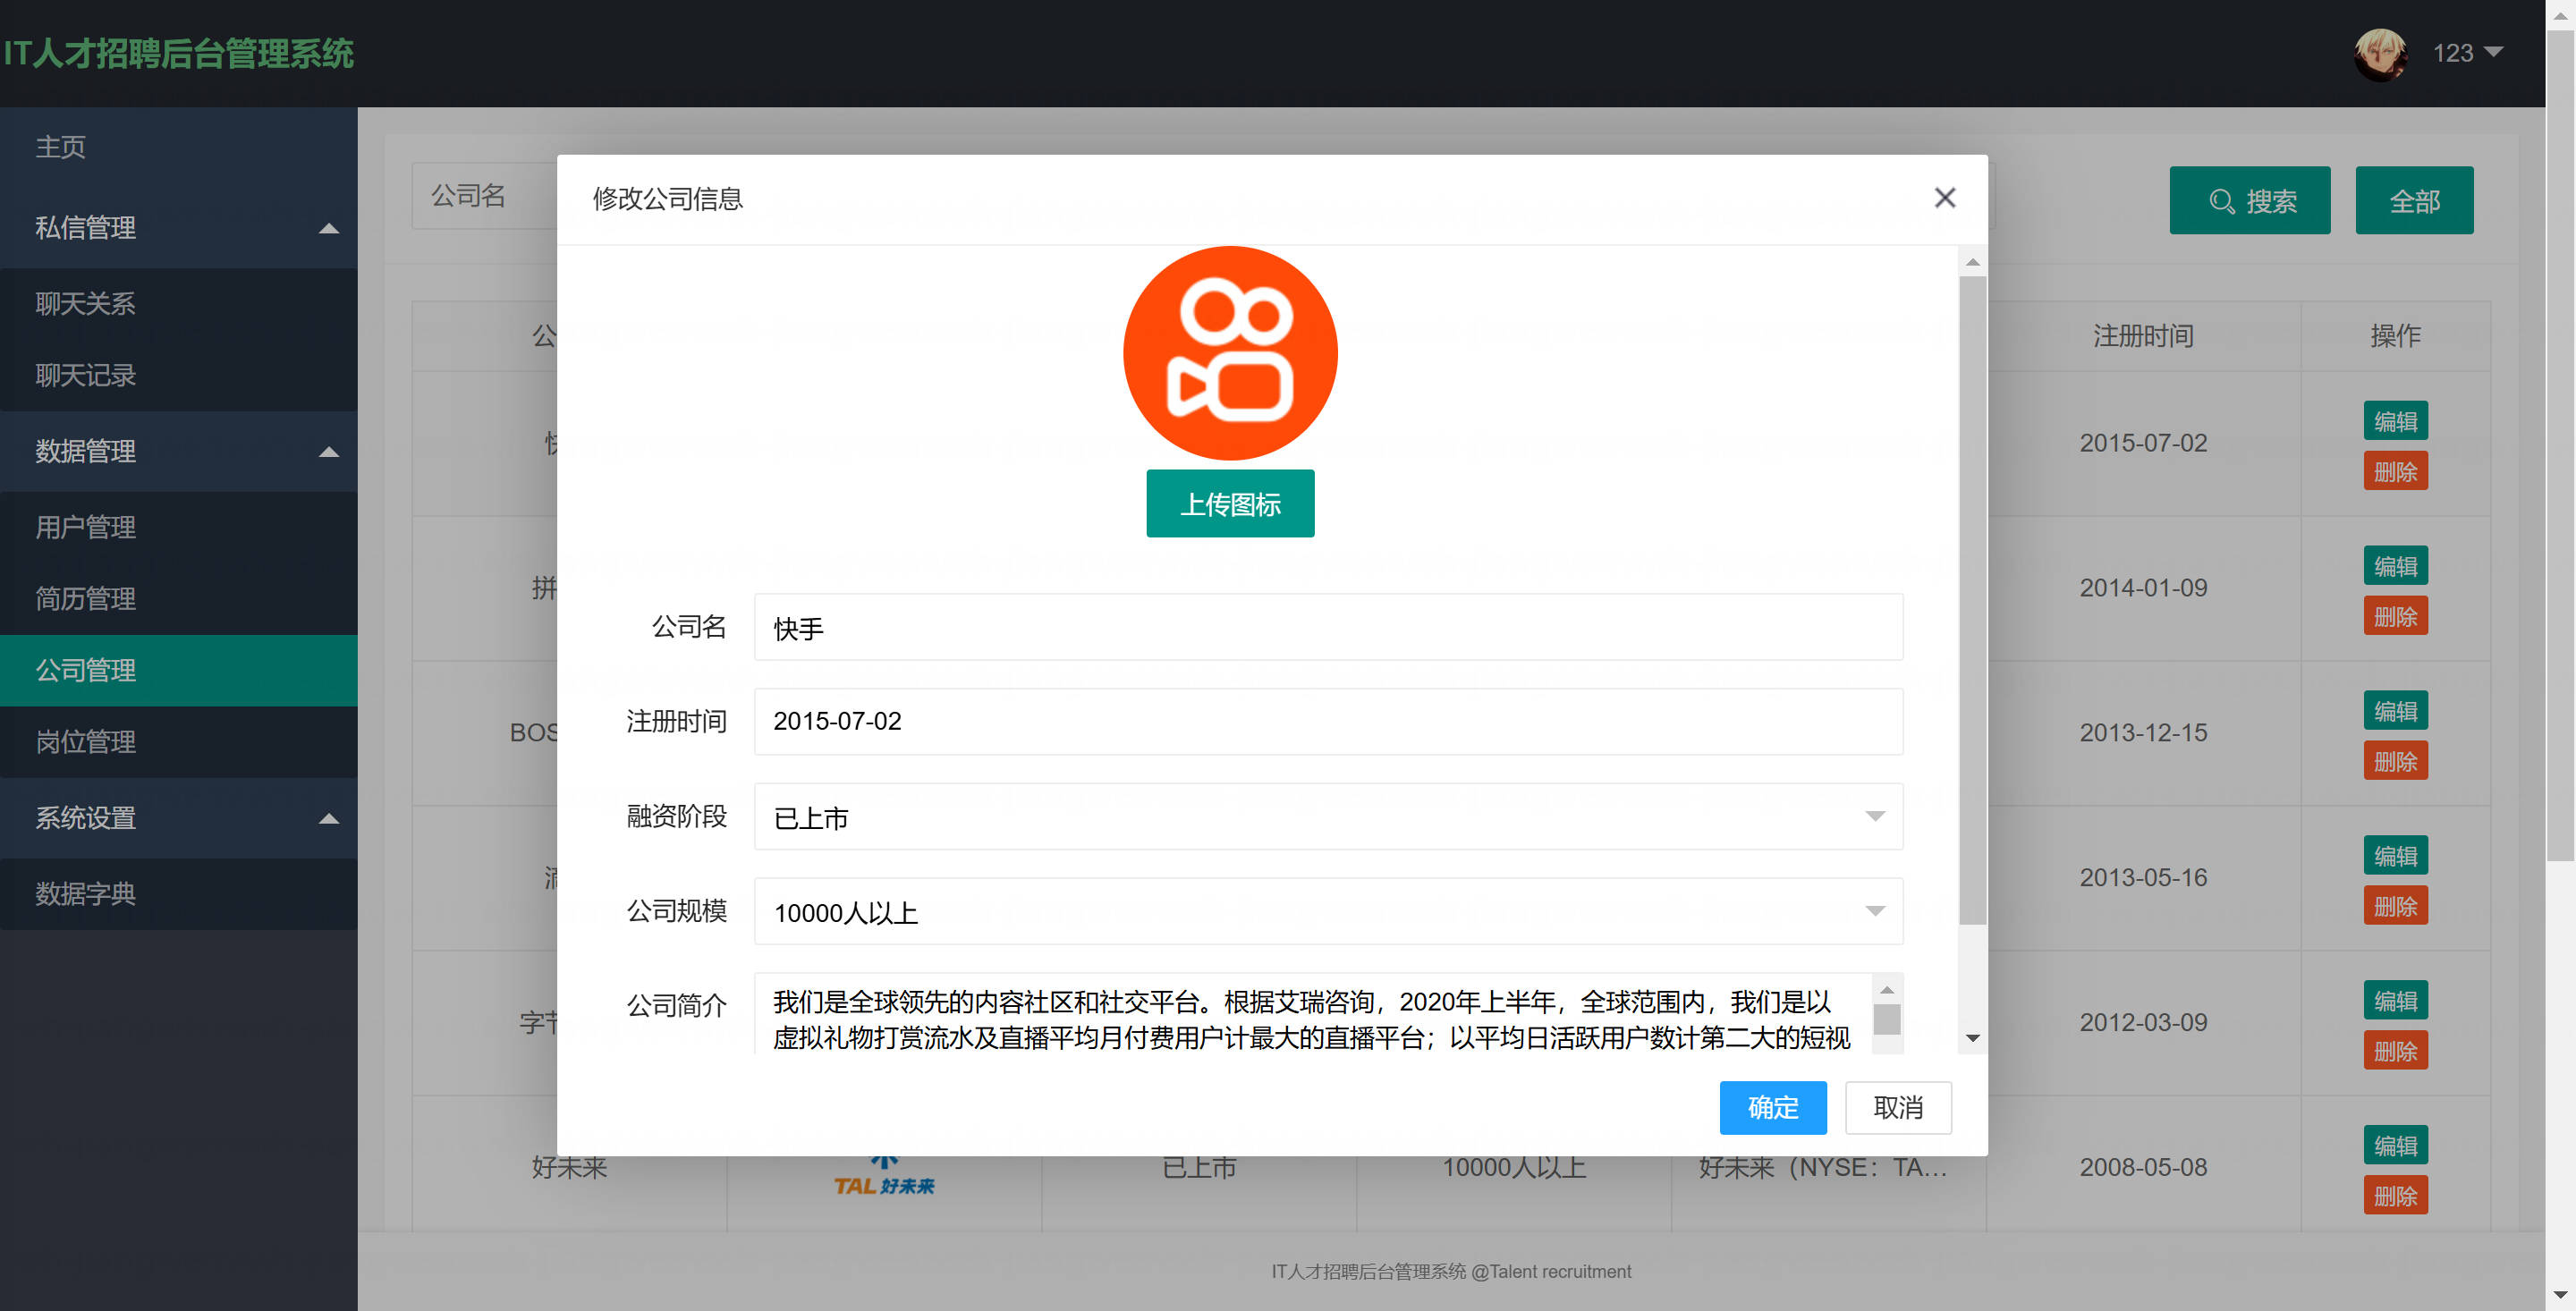 IT人才招聘后台管理系统
123
主页
私信管理
聊天关系
聊天记录
数据管理
用户管理
简历管理
公司管理
岗位管理
系统设置
数据字典
公司名
搜索
全部
修改公司信息
上传图标
公司名
快手
注册时间
2015-07-02
融资阶段
已上市
公司规模
10000人以上
公司简介
我们是全球领先的内容社区和社交平台。根据艾瑞咨询，2020年上半年，全球范围内，我们是以
虚拟礼物打赏流水及直播平均月付费用户计最大的直播平台；以平均日活跃用户数计第二大的短视
确定
取消
公
注册时间
操作
2015-07-02
编辑
删除
拼
2014-01-09
编辑
删除
BOS
2013-12-15
编辑
删除
2013-05-16
编辑
删除
字节
2012-03-09
编辑
删除
好未来
TAL 好未来
已上市
10000人以上
好未来（NYSE：TA...
2008-05-08
编辑
删除
IT人才招聘后台管理系统 @Talent recruitment